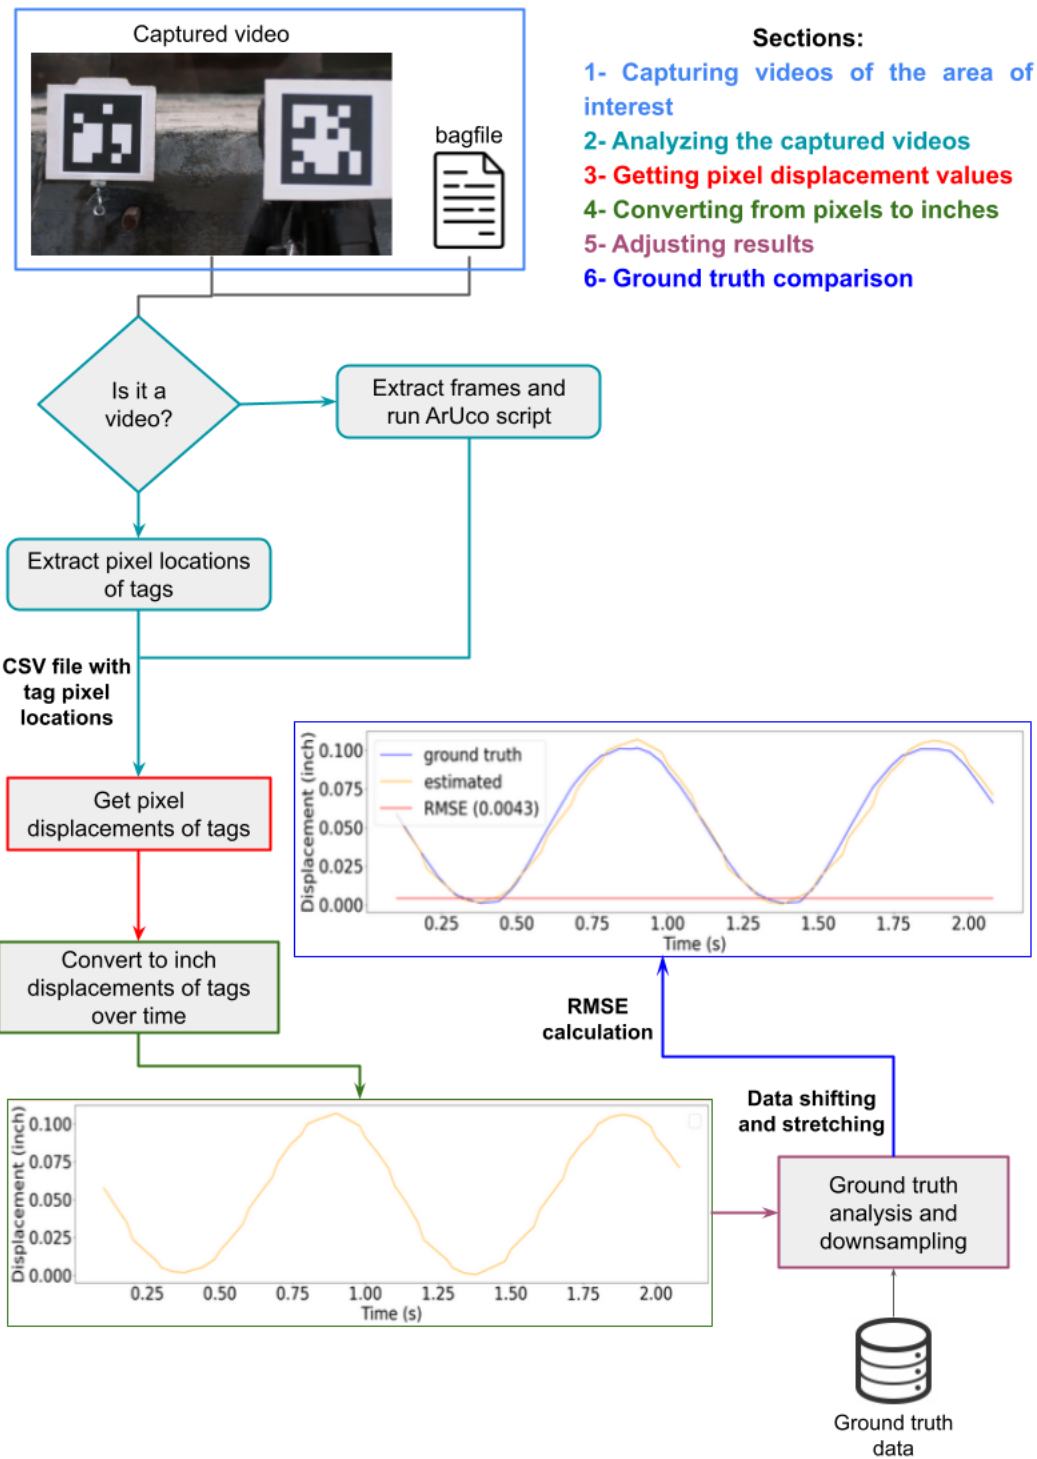 Captured video
bagfile
Sections:
1- Capturing videos of the area of
interest
2- Analyzing the captured videos
3- Getting pixel displacement values
4- Converting from pixels to inches
5- Adjusting results
6- Ground truth comparison
Is it a
video?
Extract frames and
run ArUco script
Extract pixel locations
of tags
CSV file with
tag pixel
locations
Get pixel
displacements of tags
Convert to inch
displacements of tags
over time
Displacement (inch)
0.100
0.075
0.050
0.025
0.000
ground truth
estimated
RMSE (0.0043)
0.25 0.50 0.75 1.00 1.25 1.50 1.75 2.00
Time (s)
RMSE
calculation
Data shifting
and stretching
Displacement (inch)
0.100
0.075
0.050
0.025
0.000
0.25 0.50 0.75 1.00 1.25 1.50 1.75 2.00
Time (s)
Ground truth
analysis and
downsampling
Ground truth
data